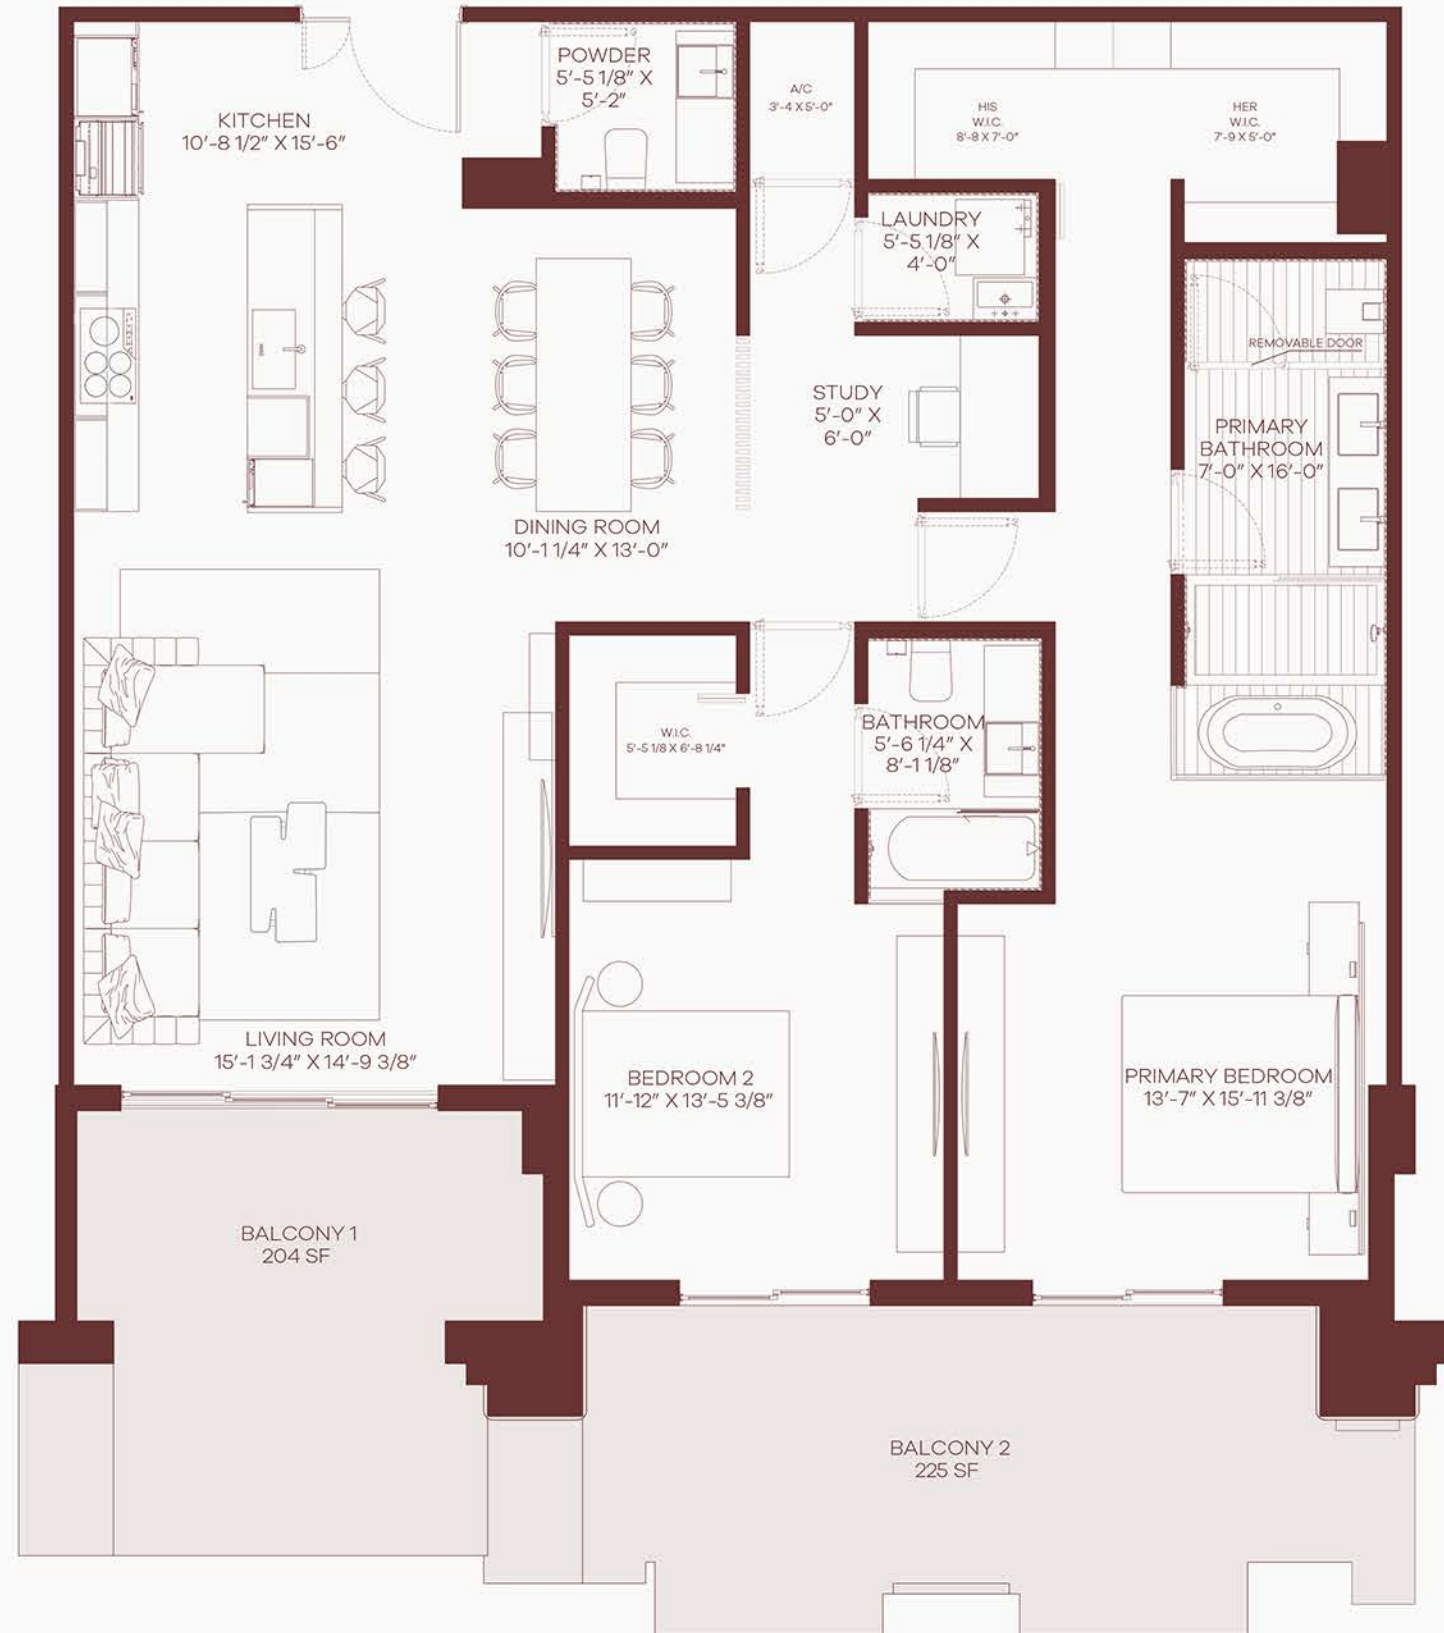 POWDER
5'-5 1/8" X
5'-2"
KITCHEN
10'-8 1/2" X 15'-6"
A/C
3'-4 X 5'-0"
HIS
W.I.C.
8'-8 X 7'-0"
HER
W.I.C.
7'-9 X 5'-0"
LAUNDRY
5'-5 1/8" X
4'-0"
REMOVABLE DOOR
STUDY
5'-0" X
6'-0"
PRIMARY
BATHROOM
7'-0" X 16'-0"
DINING ROOM
10'-1 1/4" X 13'-0"
W.I.C.
5'-5 1/8 X 6'-8 1/4"
BATHROOM
5'-6 1/4" X
8'-1 1/8"
LIVING ROOM
15'-1 3/4" X 14'-9 3/8"
BEDROOM 2
11'-12" X 13'-5 3/8"
PRIMARY BEDROOM
13'-7" X 15'-11 3/8"
BALCONY 1
204 SF
BALCONY 2
225 SF